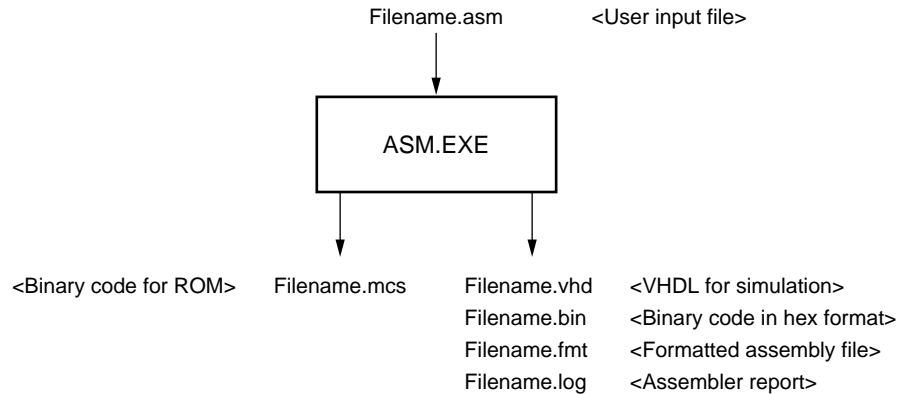 Filename.asm <User input file>
ASM.EXE
<Binary code for ROM> Filename.mcs Filename.vhd <VHDL for simulation>
Filename.bin <Binary code in hex format>
Filename.fmt <Formatted assembly file>
Filename.log <Assembler report>